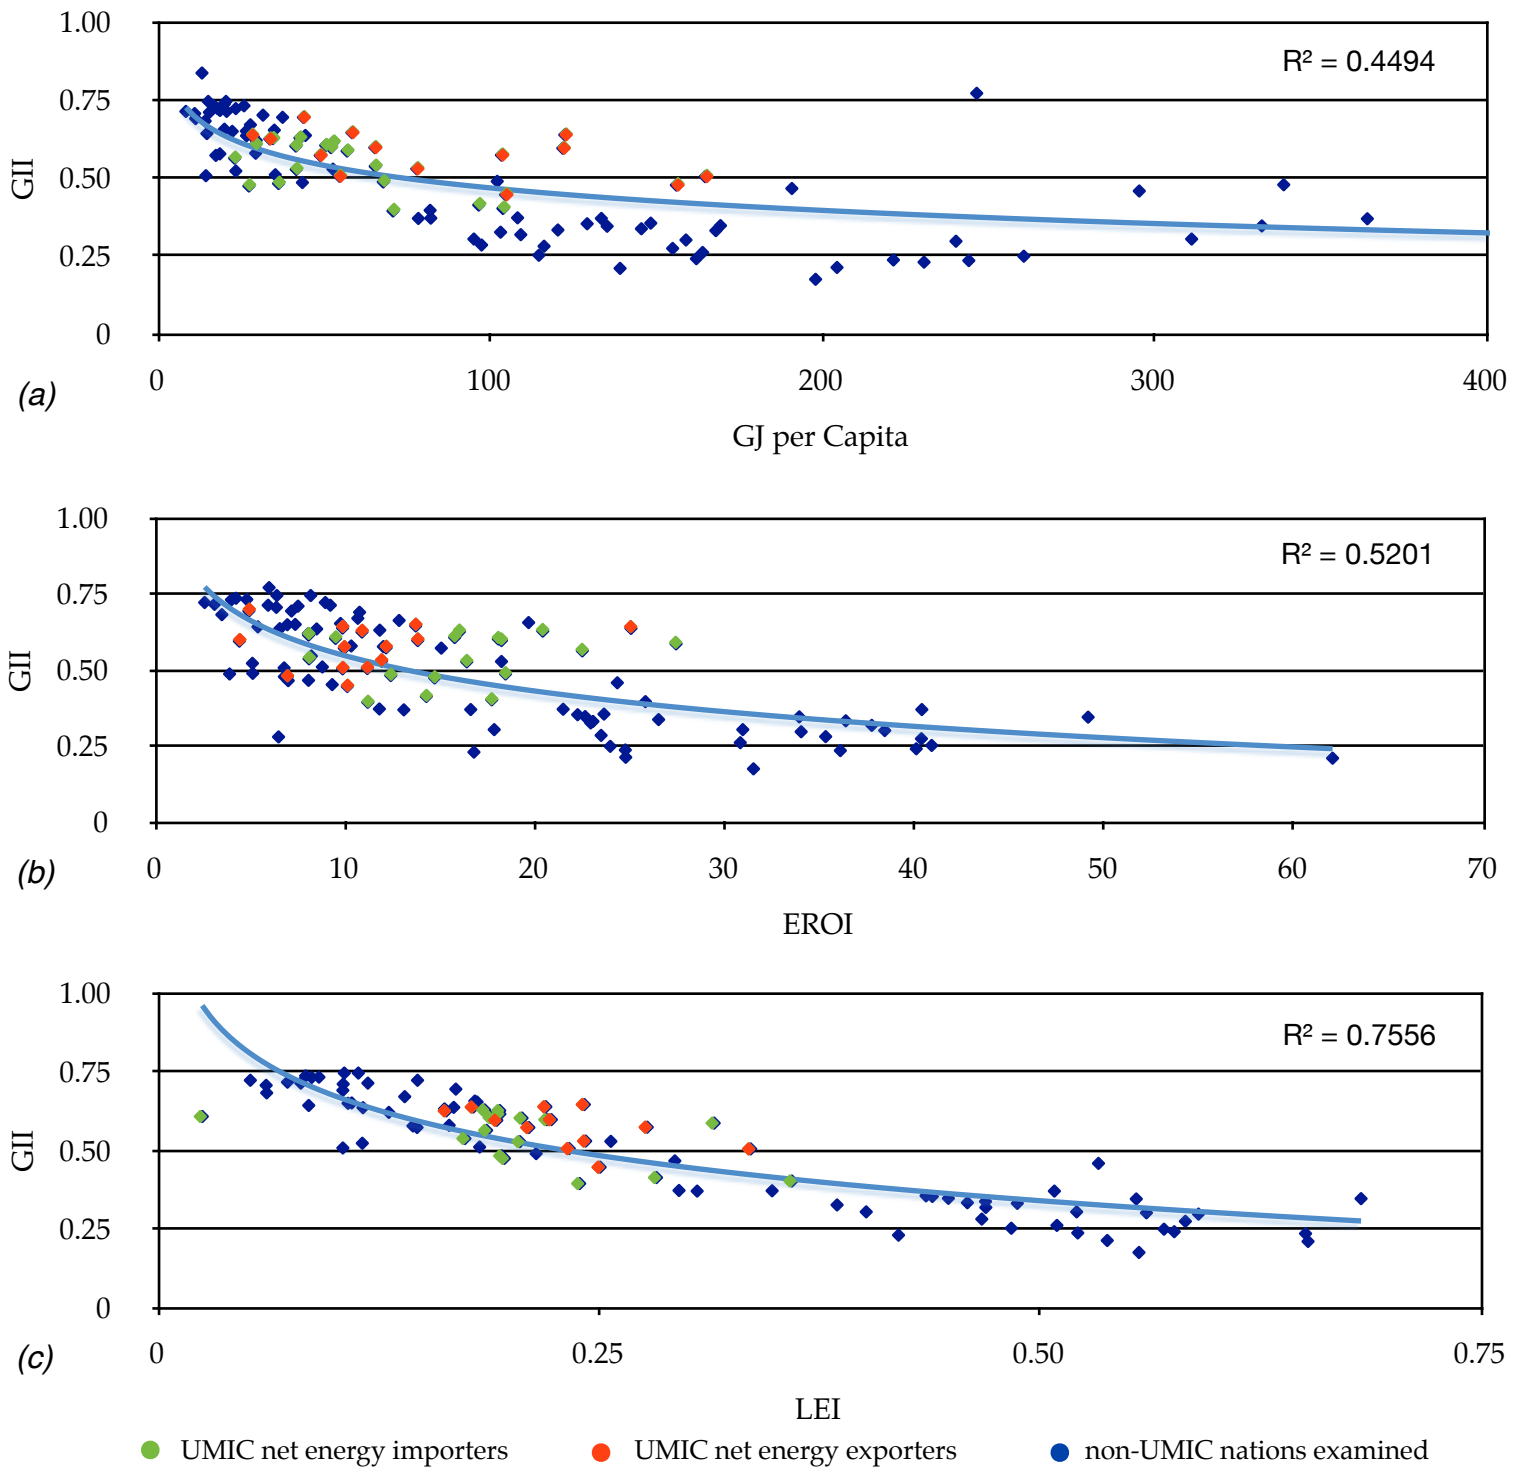 1.00
R² = 0.4494
0.75
GII
0.50
0.25
0
0 100 200 300 400
(a)
GJ per Capita
1.00
R² = 0.5201
0.75
GII
0.50
0.25
0
0 10 20 30 40 50 60 70
(b)
EROI
1.00
R² = 0.7556
0.75
GII
0.50
0.25
0
0 0.25 0.50 0.75
(c)
LEI
UMIC net energy importers UMIC net energy exporters non-UMIC nations examined